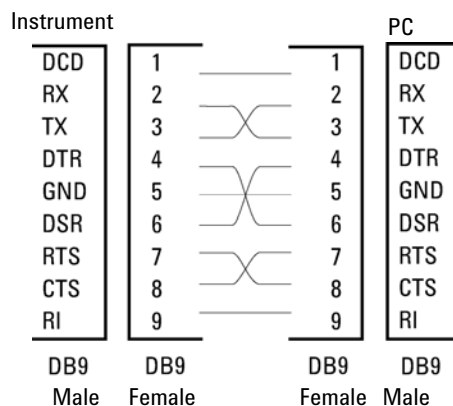 Instrument PC
DCD 1 1 DCD
RX 2 2 RX
TX 3 3 TX
DTR 4 4 DTR
GND 5 5 GND
DSR 6 6 DSR
RTS 7 7 RTS
CTS 8 8 CTS
RI 9 9 RI
DB9 DB9 DB9 DB9
Male Female Female Male